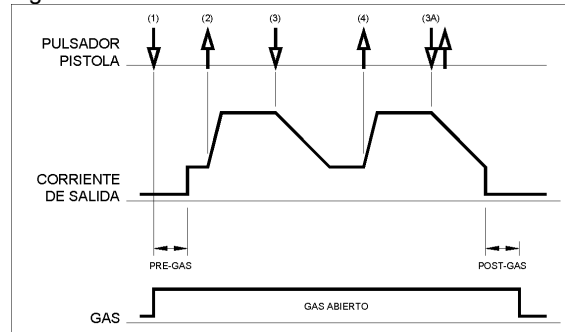 (1) (2) (3) (4) (3A)
PULSADOR
PISTOLA
CORRIENTE
DE SALIDA
PRE-GAS POST-GAS
GAS ABIERTO
GAS